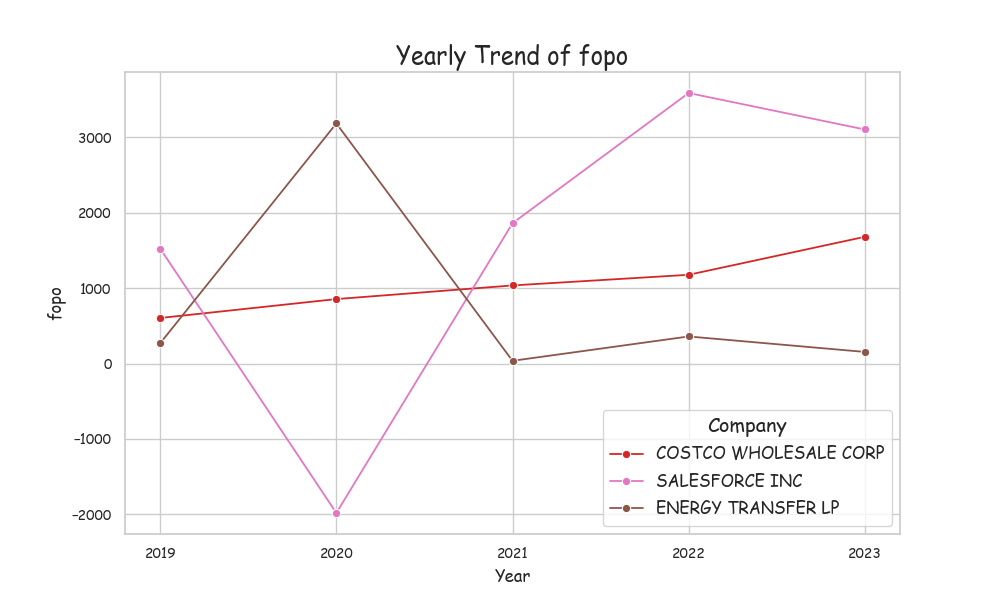 Yearly Trend of fopo
3000
2000
1000
0
-1000
-2000
fopo
2019 2020 2021 2022 2023
Year
Company
COSTCO WHOLESALE CORP
SALESFORCE INC
ENERGY TRANSFER LP